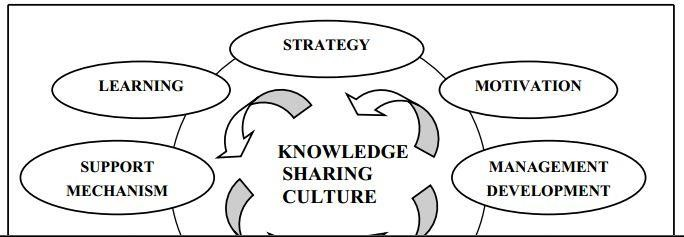 STRATEGY
LEARNING
MOTIVATION
KNOWLEDGE
SHARING
CULTURE
SUPPORT
MECHANISM
MANAGEMENT
DEVELOPMENT